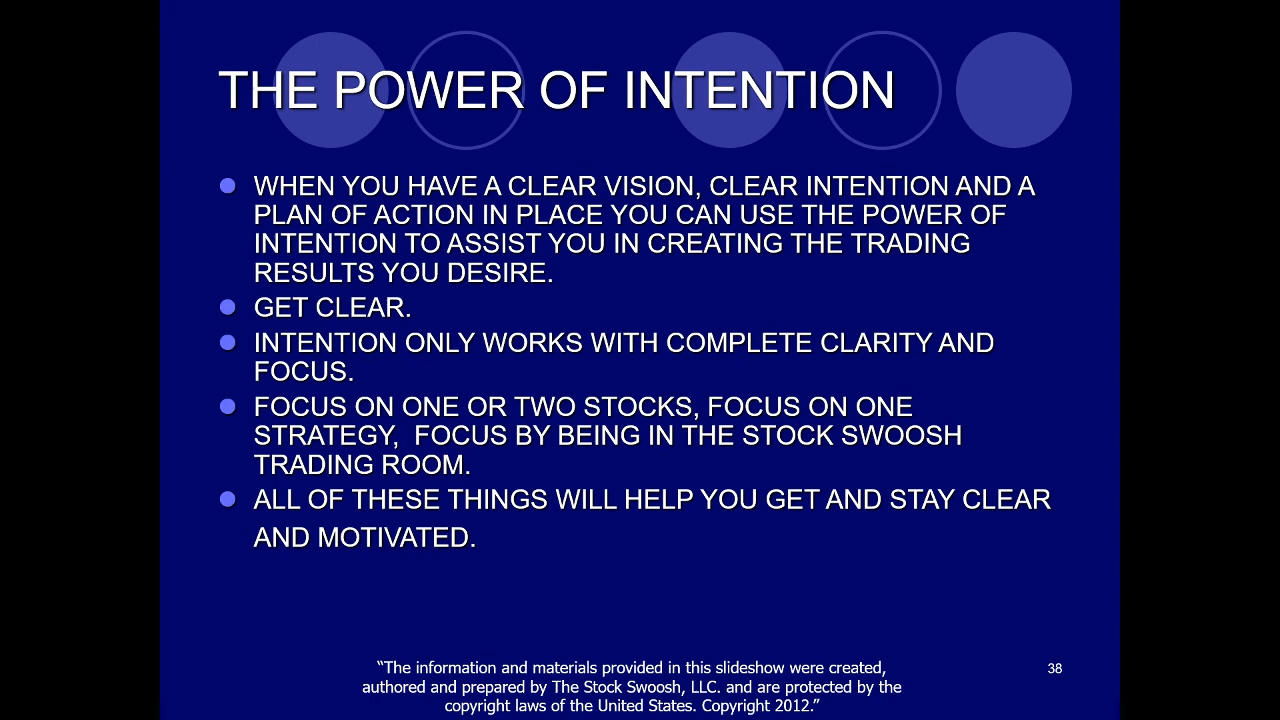 THE POWER OF INTENTION
WHEN YOU HAVE A CLEAR VISION, CLEAR INTENTION AND A
PLAN OF ACTION IN PLACE YOU CAN USE THE POWER OF
INTENTION TO ASSIST YOU IN CREATING THE TRADING
RESULTS YOU DESIRE.
GET CLEAR.
INTENTION ONLY WORKS WITH COMPLETE CLARITY AND
FOCUS.
FOCUS ON ONE OR TWO STOCKS, FOCUS ON ONE
STRATEGY,  FOCUS BY BEING IN THE STOCK SWOOSH
TRADING ROOM.
ALL OF THESE THINGS WILL HELP YOU GET AND STAY CLEAR
AND MOTIVATED.
“The information and materials provided in this slideshow were created,
authored and prepared by The Stock Swoosh, LLC. and are protected by the
copyright laws of the United States. Copyright 2012.”
38